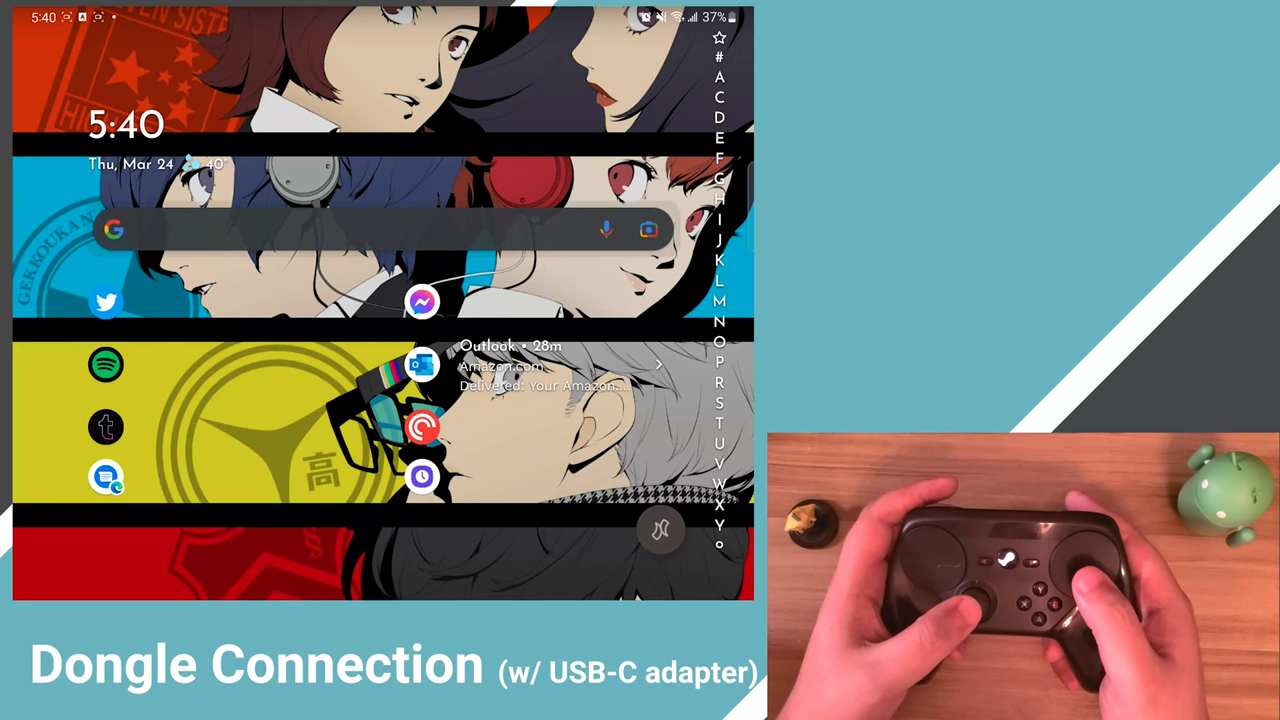 5:40
37%
5:40
Thu, Mar 24
40°
GEKKOUKAN
G
Outlook • 28m
Amazon.com
Delivered: Your Amazon....
t
高
#
A
C
D
E
F
G
H
I
J
K
L
M
N
O
P
R
S
T
U
V
W
X
Y
Y
X
A
Dongle Connection (w/ USB-C adapter)